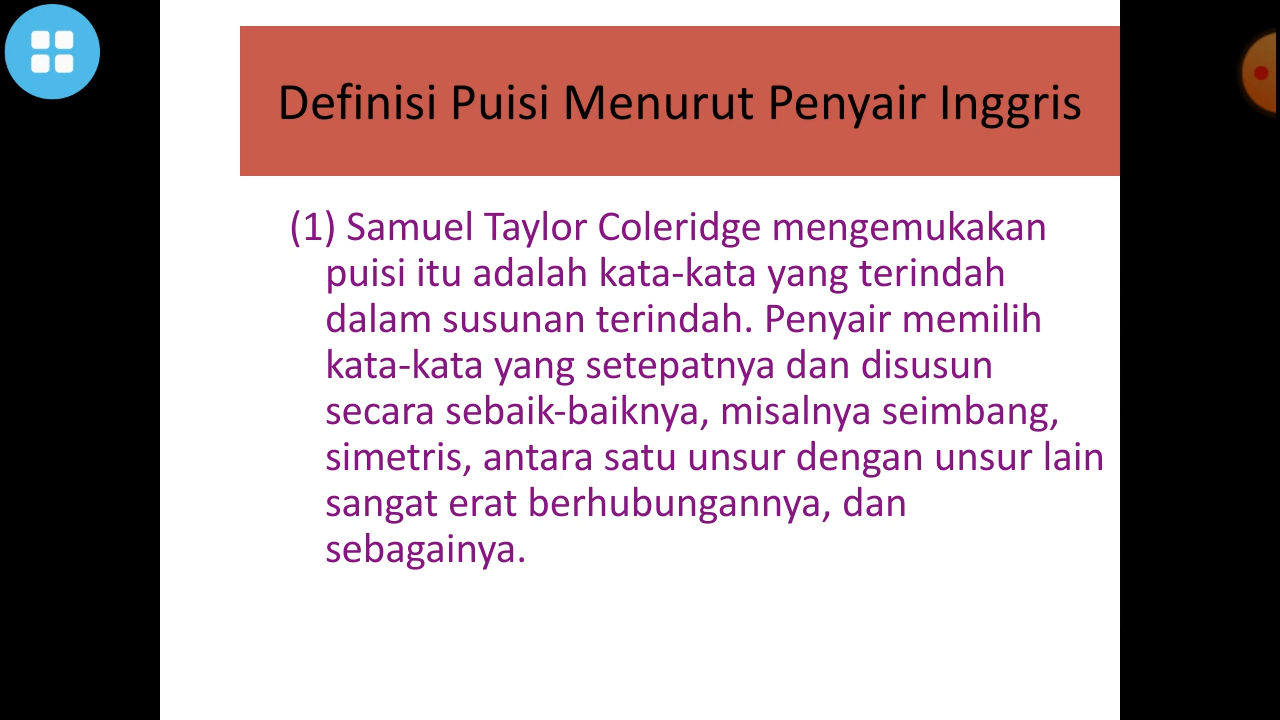 Definisi Puisi Menurut Penyair Inggris
(1) Samuel Taylor Coleridge mengemukakan
puisi itu adalah kata-kata yang terindah
dalam susunan terindah. Penyair memilih
kata-kata yang setepatnya dan disusun
secara sebaik-baiknya, misalnya seimbang,
simetris, antara satu unsur dengan unsur lain
sangat erat berhubungannya, dan
sebagainya.